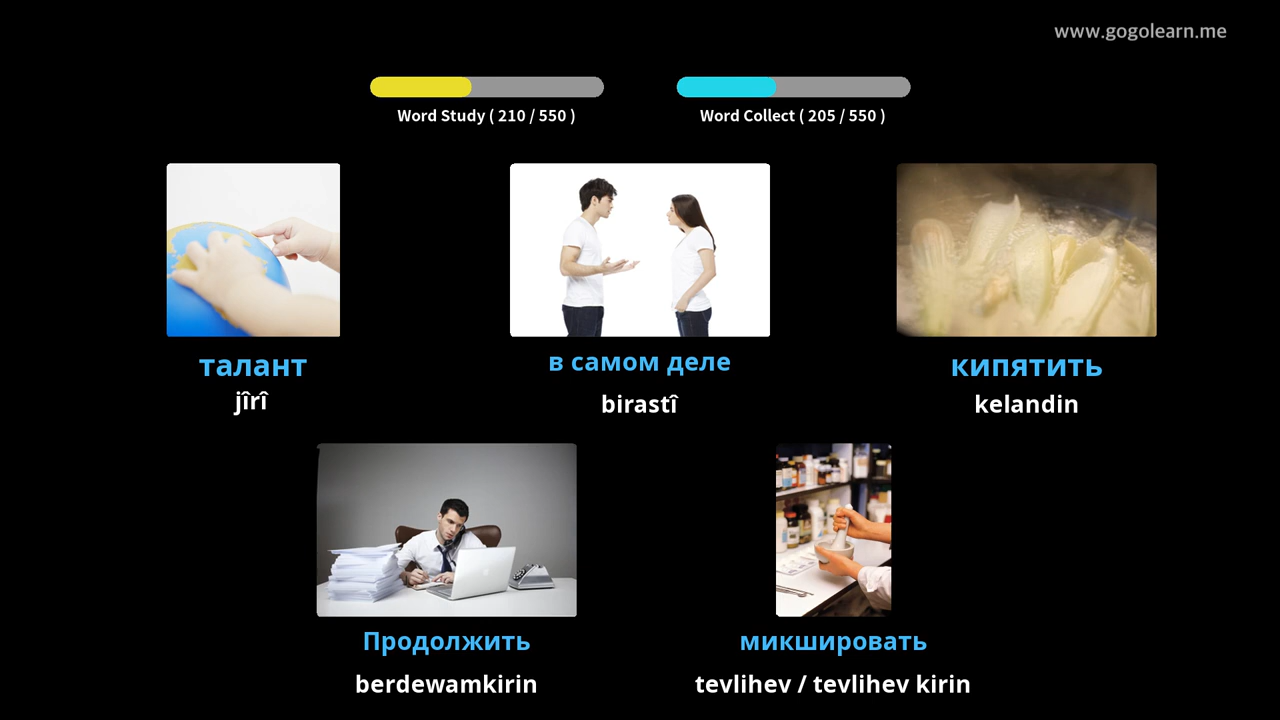 www.gogolearn.me
Word Study ( 210 / 550 )
Word Collect ( 205 / 550 )
талант
jîrî
в самом деле
birastî
кипятить
kelandin
Продолжить
berdewamkirin
микшировать
tevlihev / tevlihev kirin